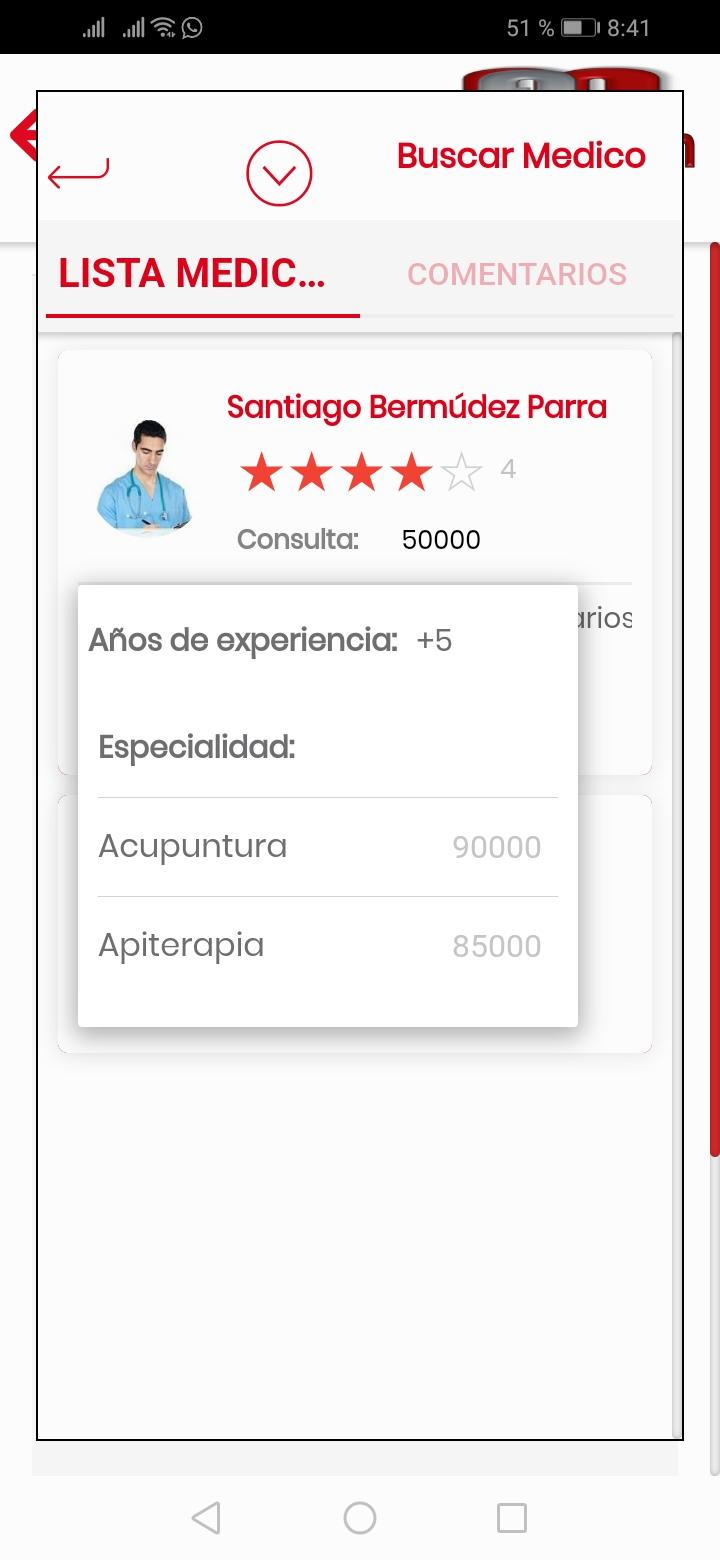 51 % 8:41
Buscar Medico
LISTA MEDIC...
COMENTARIOS
Santiago Bermúdez Parra
4
Consulta: 50000
arios
Años de experiencia: +5
Especialidad:
Acupuntura 90000
Apiterapia 85000